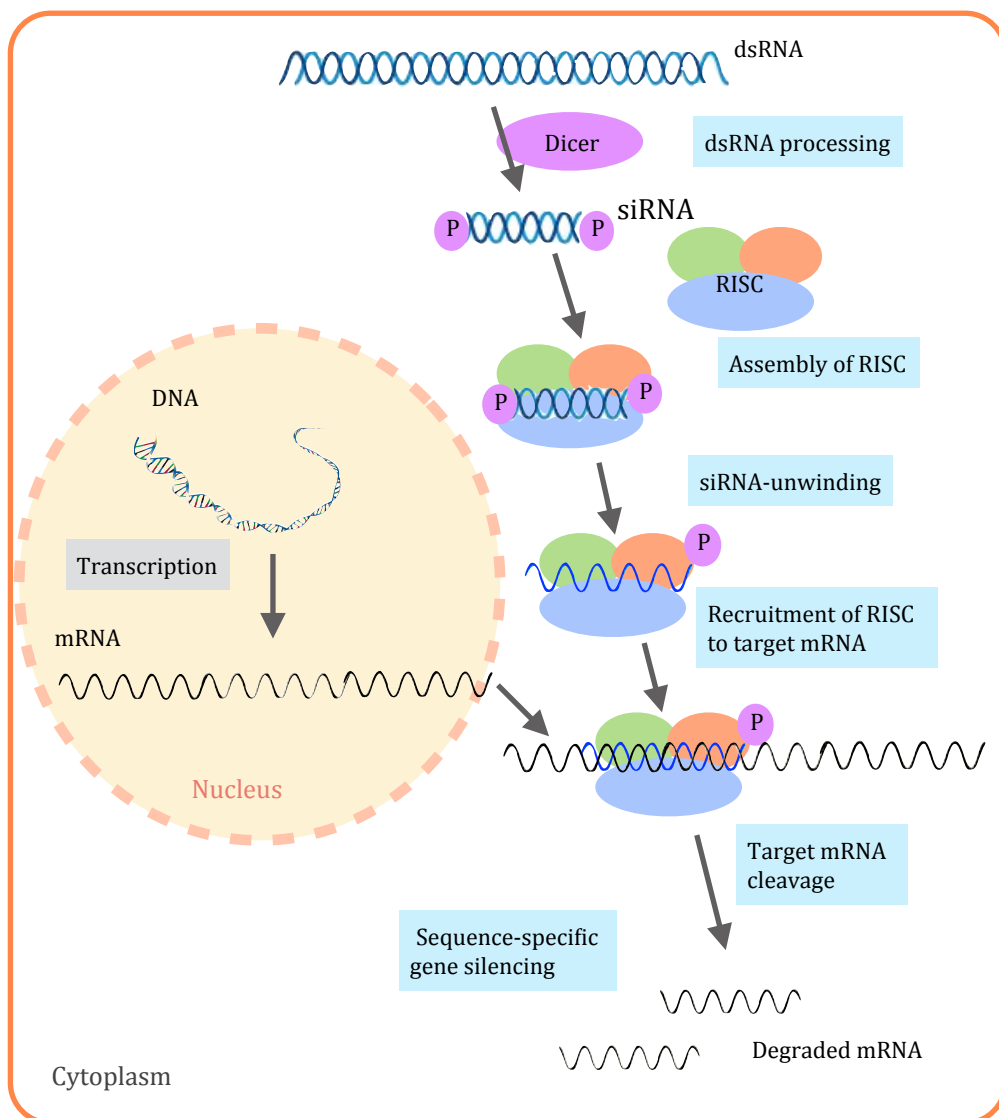 dsRNA
Dicer
dsRNA processing
P
P
siRNA
RISC
Assembly of RISC
P
P
siRNA-unwinding
DNA
Transcription
mRNA
Nucleus
P
Recruitment of RISC
to target mRNA
P
Target mRNA
cleavage
Sequence-specific
gene silencing
Degraded mRNA
Cytoplasm